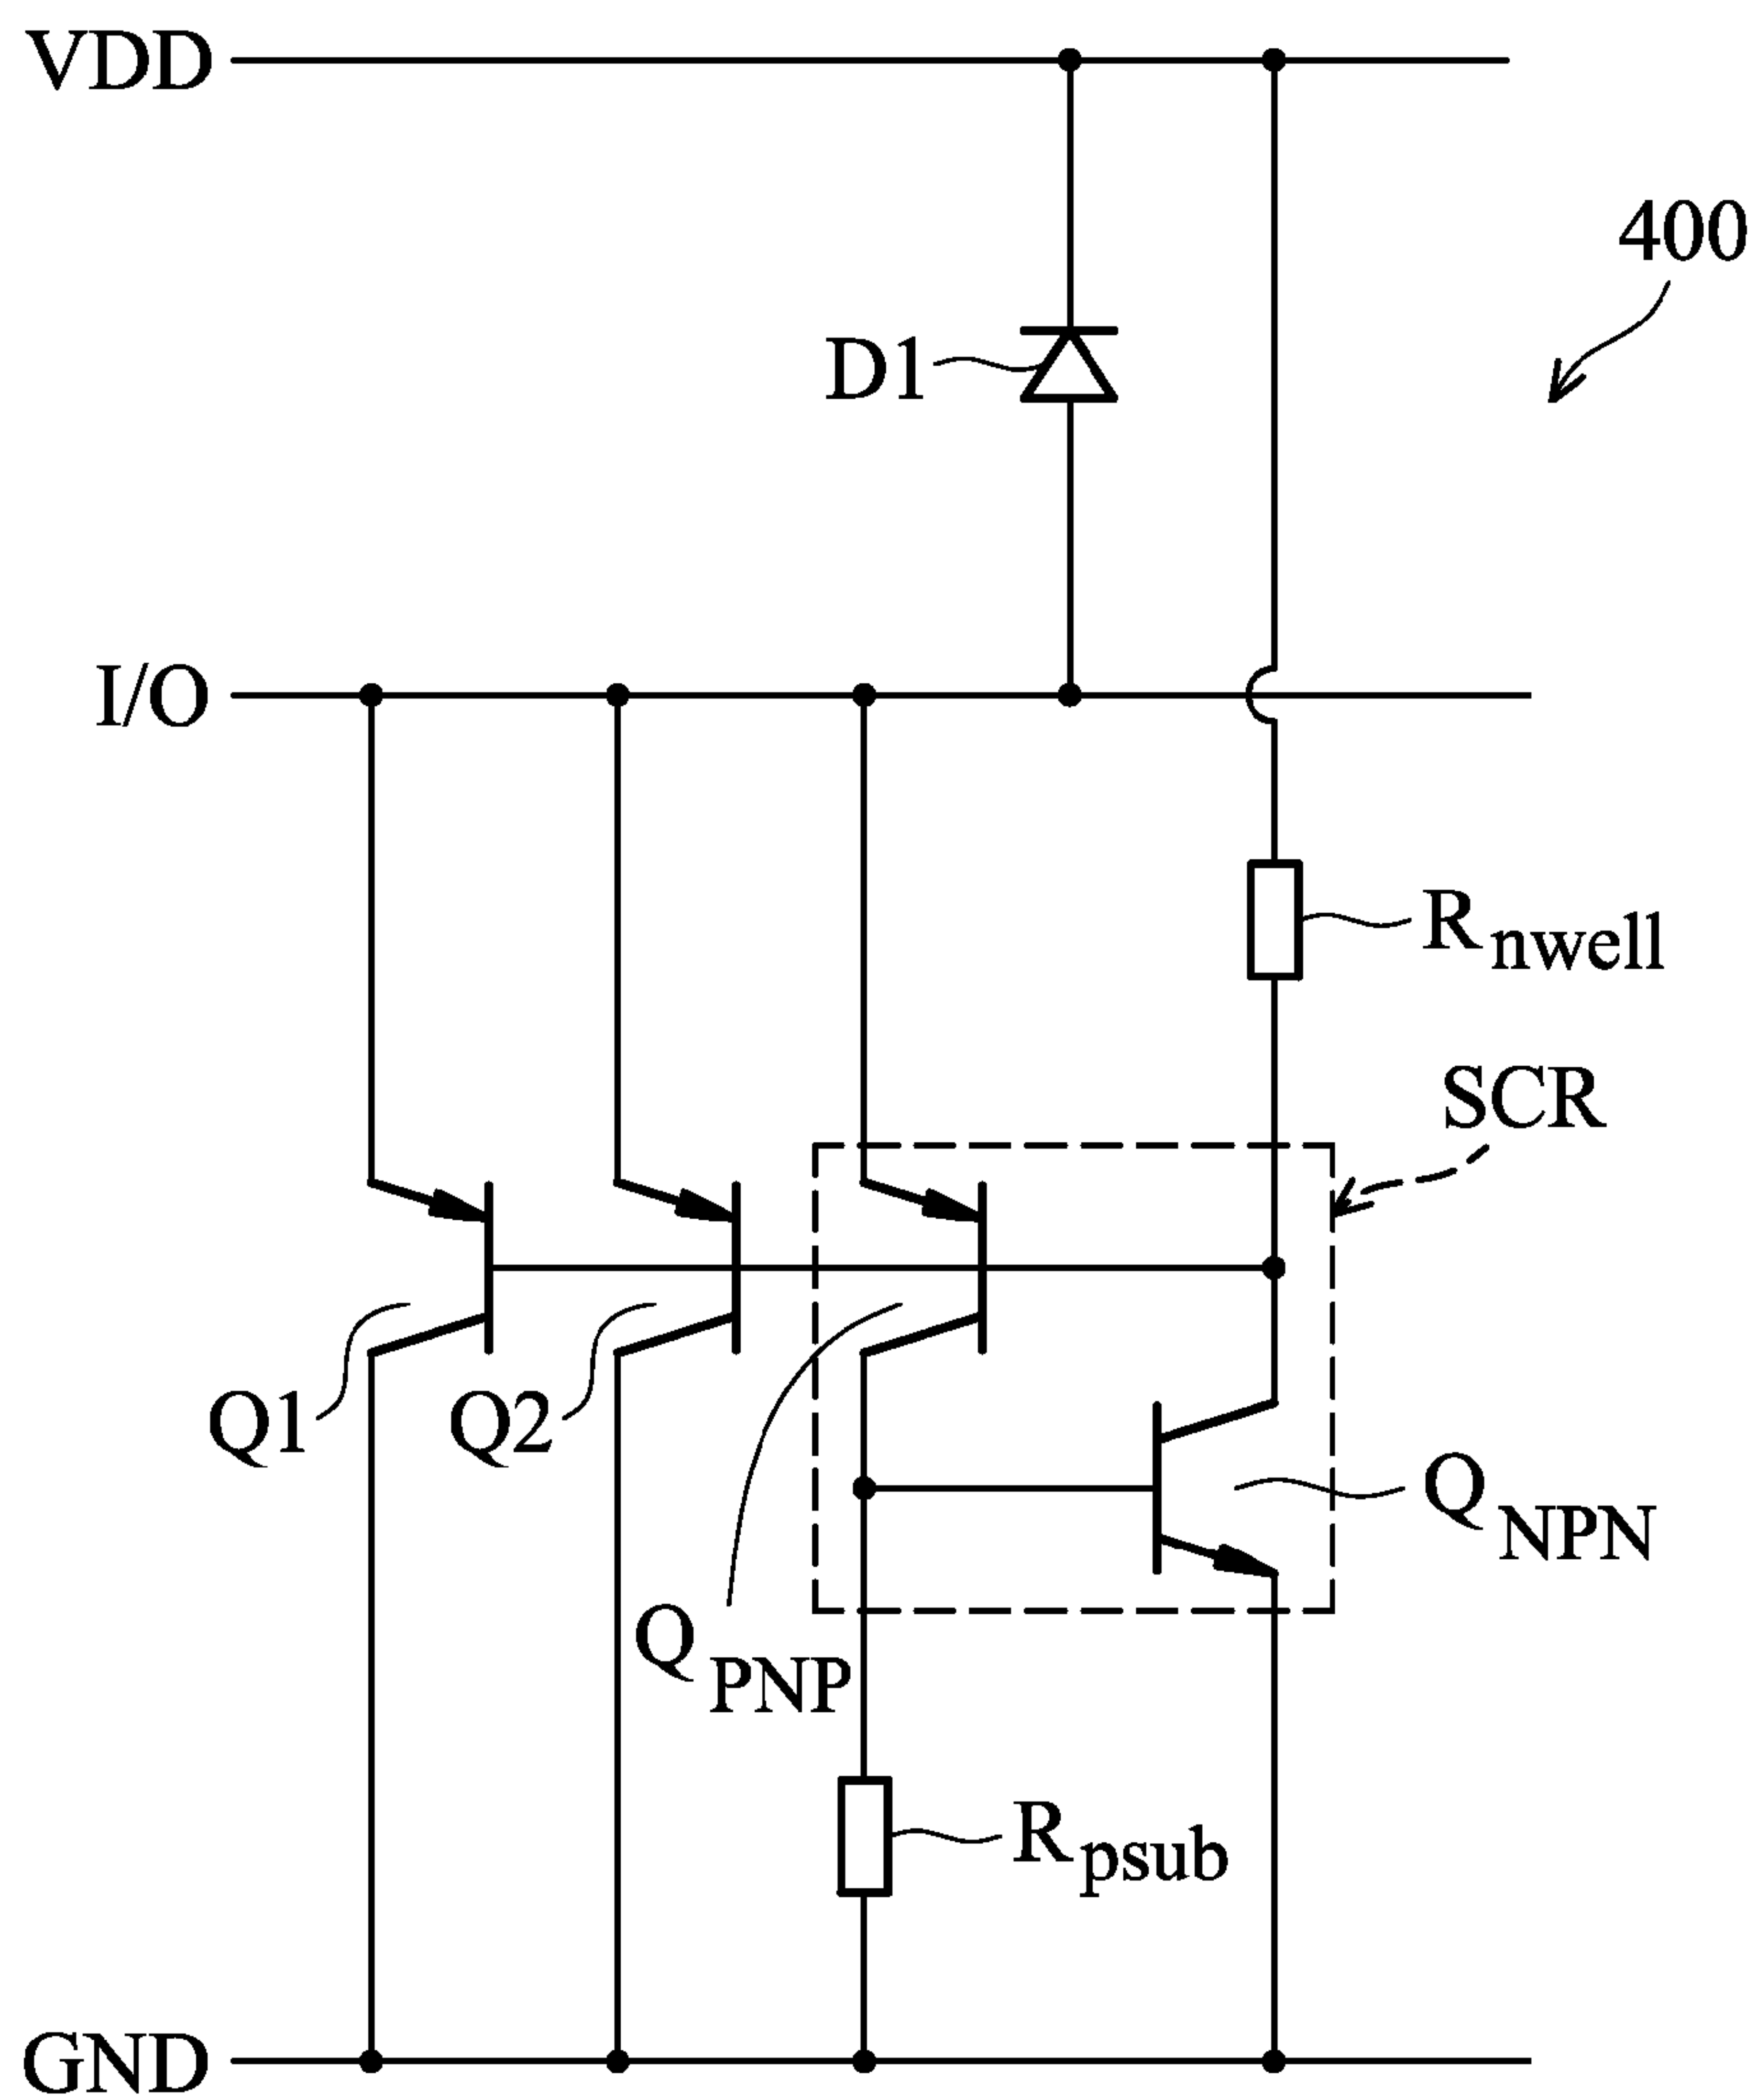 VDD
400
D1
I/O
Rnwell
SCR
Q1
Q2
QNPN
QPNP
Rpsub
GND